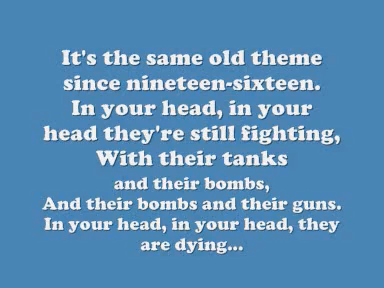 It's the same old theme
since nineteen-sixteen.
In your head, in your
head they're still fighting,
With their tanks
and their bombs,
And their bombs and their guns.
In your head, in your head, they
are dying...